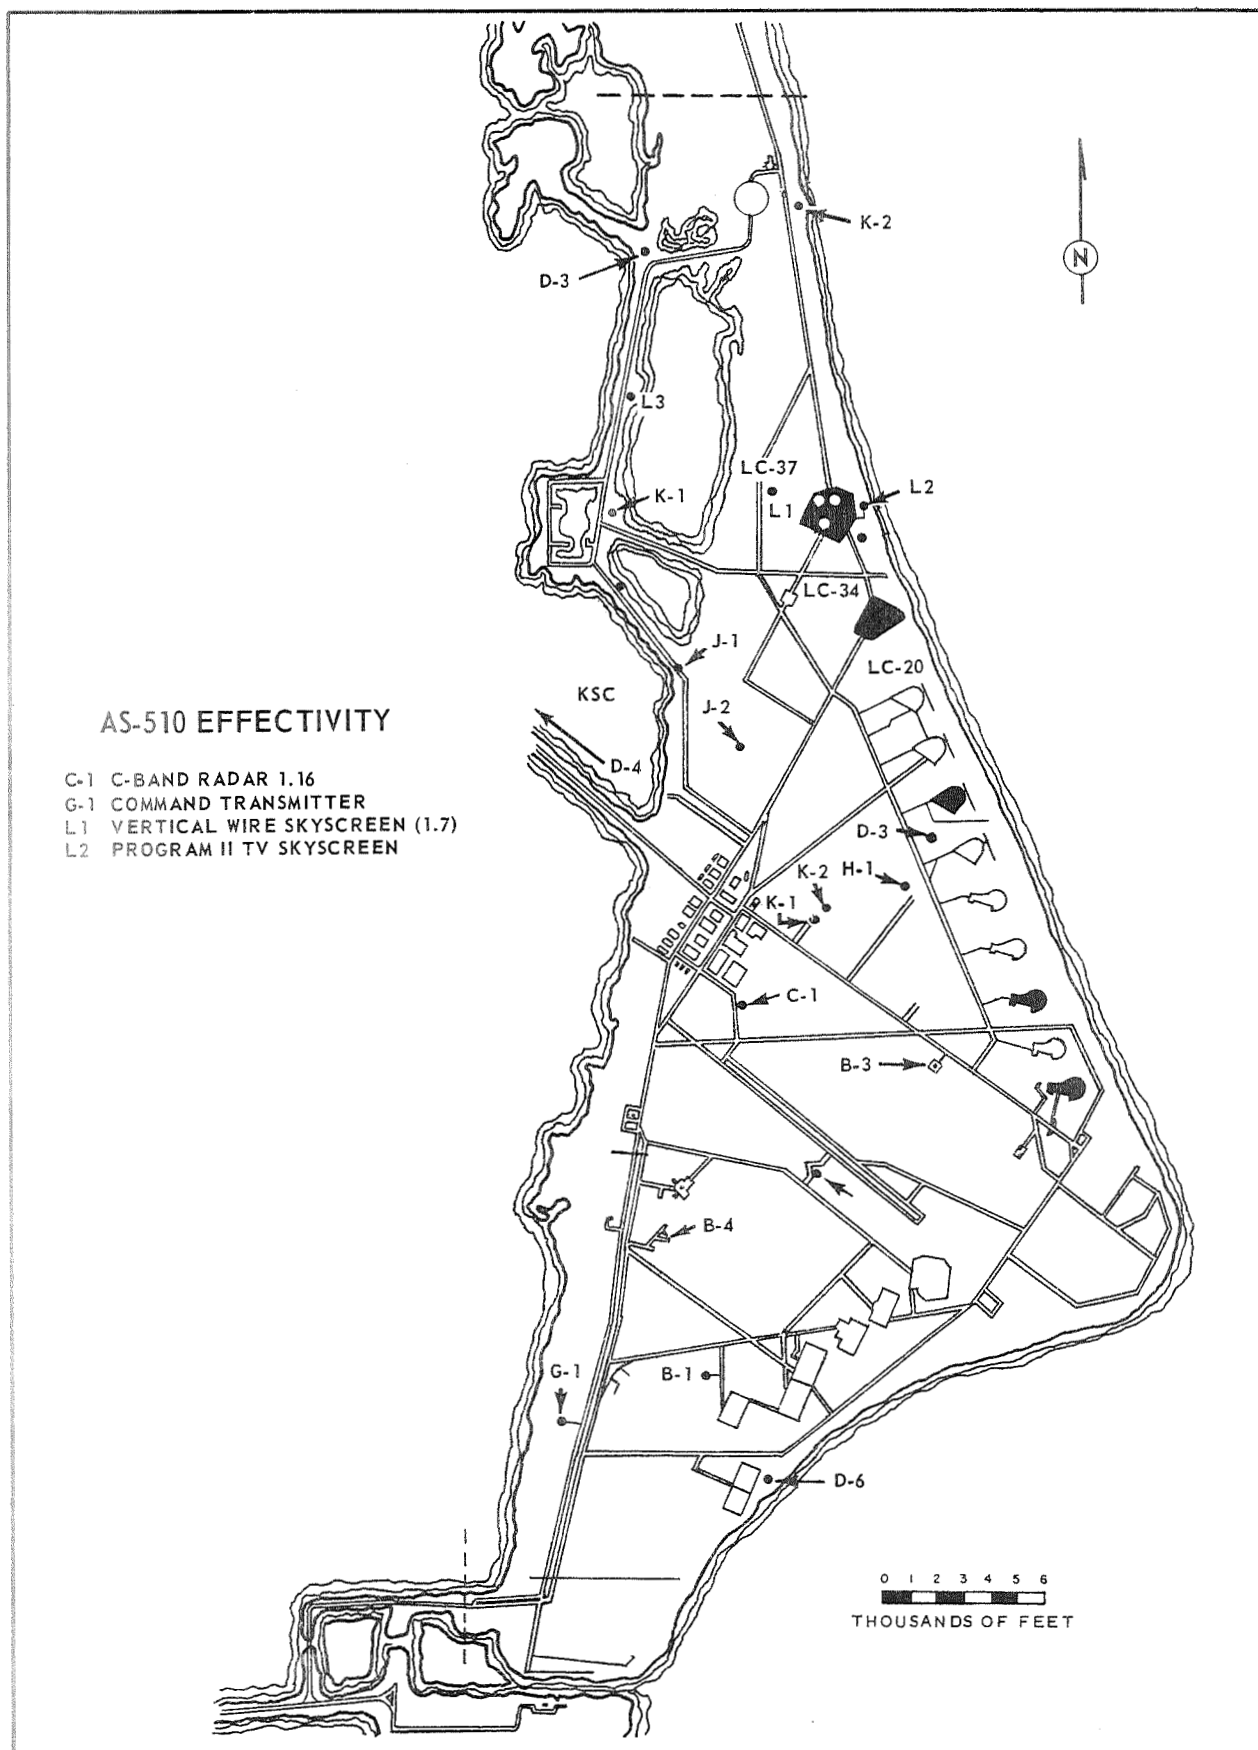 K-2
N
D-3
L3
LC-37
L1
L2
K-1
LC-34
J-1
LC-20
KSC
J-2
AS-510 EFFECTIVITY
D-4
C-1 C-BAND RADAR 1.16
G-1 COMMAND TRANSMITTER
L1 VERTICAL WIRE SKYSCREEN (1.7)
L2 PROGRAM II TV SKYSCREEN
D-3
K-2
H-1
K-1
L
C-1
B-3
B-4
G-1
B-1
D-6
0 1 2 3 4 5 6
THOUSANDS OF FEET